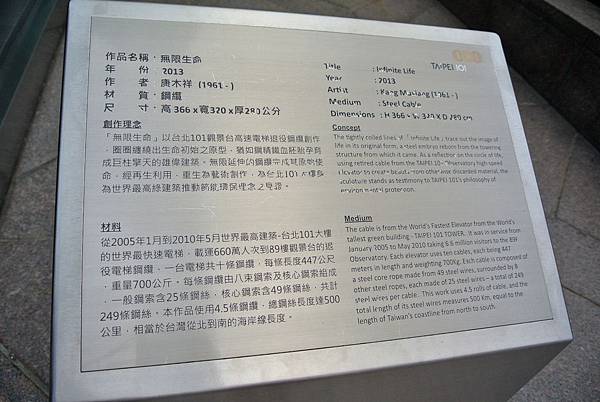 作品名稱：無限生命
年　份：2013
作　者：康木祥 (1961-)
材　質：鋼纜
尺　寸：高 366 x 寬320 x 厚280公分
創作理念
「無限生命」以台北101觀景台高速電梯退役鋼纜創作
，圈圈纏繞出生命初始之原型，猶如鋼精鐵血胚胎孕育
成巨柱擎天的雄偉建築。無限延伸的鋼纜完成其原始使
命，經再生利用，重生為藝術創作，為台北101大樓身
為世界最高綠建築推動節能環保理念之見證。
材料
從2005年1月到2010年5月世界最高建築-台北101大樓
的世界最快速電梯，載運660萬人次到89樓觀景台的退
役電梯鋼纜，一台電梯共十條鋼纜，每條長度447公尺
，重量700公斤。每條鋼纜由八束鋼索及核心鋼索組成
，一般鋼索含25條鋼絲，核心鋼索含49條鋼絲，共計
249條鋼絲。本作品使用4.5條鋼纜，總鋼絲長度達500
公里，相當於台灣從北到南的海岸線長度。
TAIPEI 101
Title : Infinite Life
Year : 2013
Artist : Kang Muxiang (1961-)
Medium : Steel Cable
Dimensions : H 366 x W 320 x D 280 cm
Concept
The tightly coiled lines of「Infinite Life」trace out the image of
life in its original form, a steel embryo reborn from the towering
structure from which it came. As a reflection on the circle of life,
using retired cable from the TAIPEI 101 Observatory high-speed
elevator to create beauty from otherwise discarded material, the
sculpture stands as testimony to TAIPEI 101's philosophy of
environmental protection.
Medium
The cable is from the World's Fastest Elevator from the World's
tallest green building - TAIPEI 101 TOWER. It was in service from
January 2005 to May 2010 taking 6.6 million visitors to the 89F
Observatory. Each elevator uses ten cables, each being 447
meters in length and weighing 700Kg. Each cable is composed of
a steel core rope made from 49 steel wires, surrounded by 8
other steel ropes, each made of 25 steel wires - a total of 249
steel wires per cable. This work uses 4.5 rolls of cable, and the
total length of its steel wires measures 500 Km, equal to the
length of Taiwan's coastline from north to south.